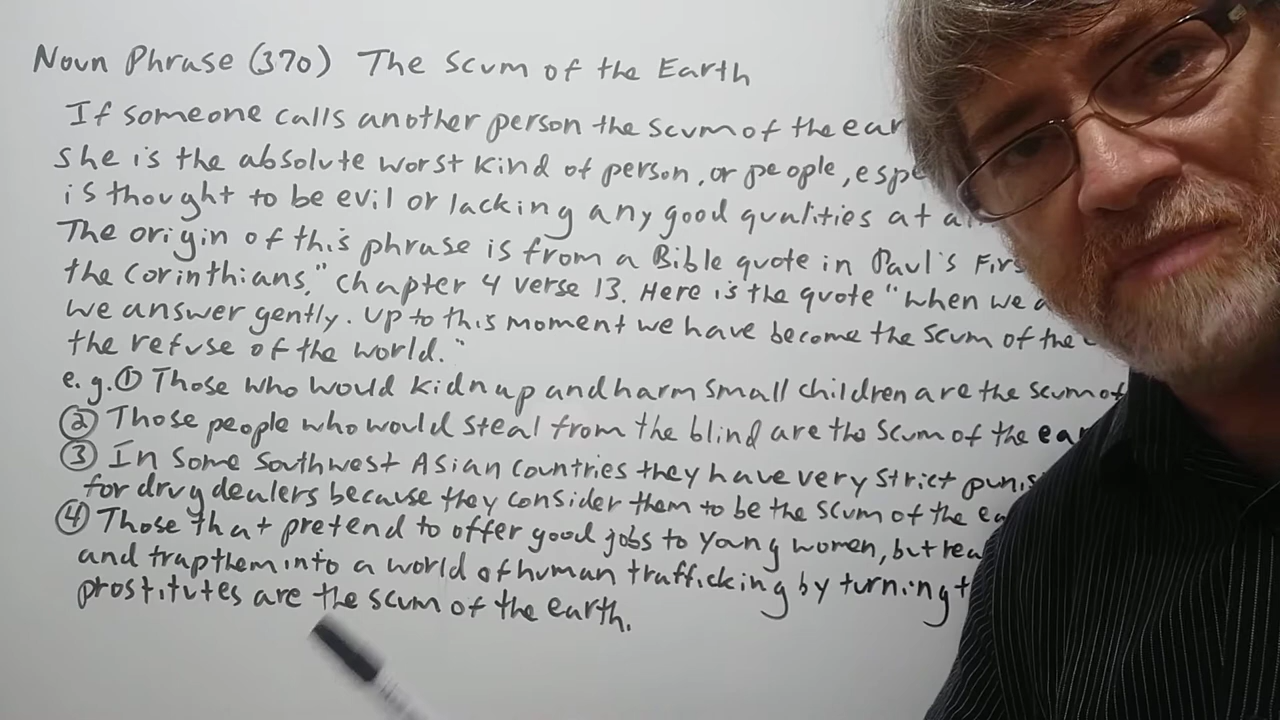 Noun Phrase (370) The Scum of the Earth
If someone calls another person the scum of the
she is the absolute worst kind of person, or people,
is thought to be evil or lacking any good qualities at
The origin of this phrase is from a Bible quote in Paul's
the Corinthians," chapter 4 verse 13. Here is the quote "when we
we answer gently. Up to this moment we have become the scum of the
the refuse of the world."
e.g. ① Those who would kidnup and harm small children are the scum of
② Those people who would steal from the blind are the scum of the
③ In some Southwest Asian countries they have very strict
for drug dealers because they consider them to be the scum of the
④ Those that pretend to offer good jobs to young women, but
and trap them into a world of human trafficking by turning
prostitutes are the scum of the earth.